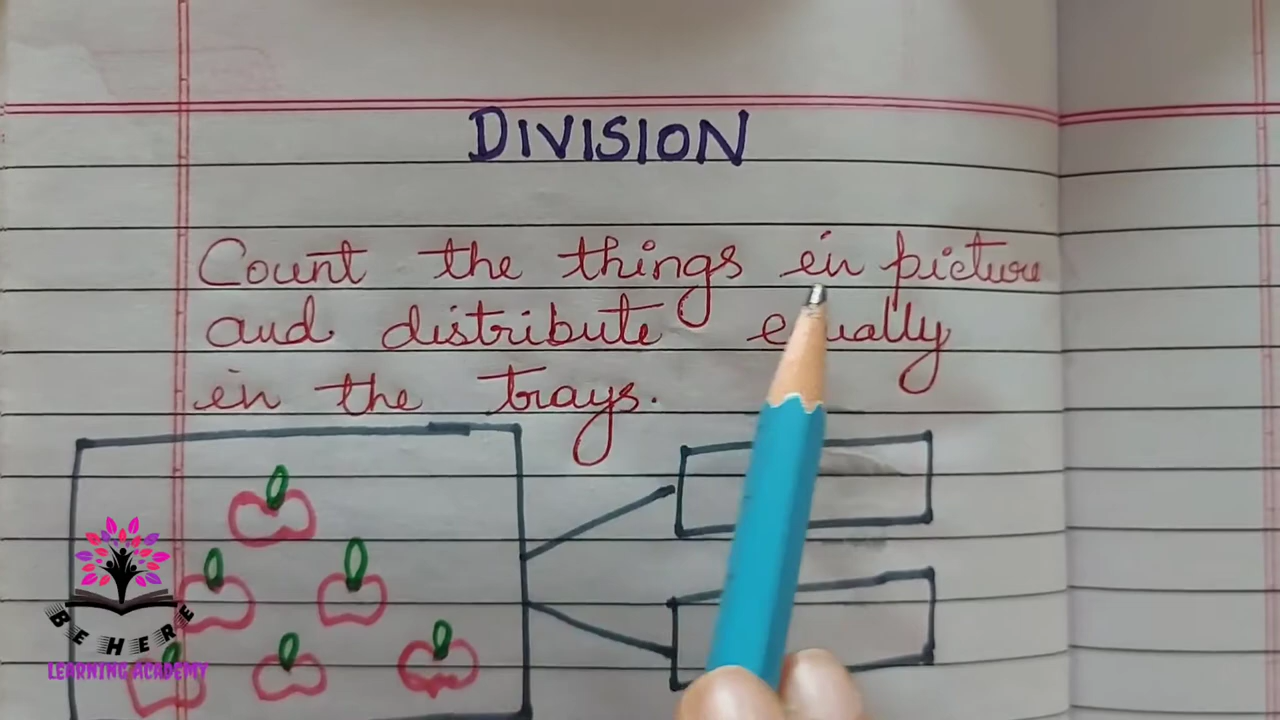 DIVISION
Count the things in picture
and distribute equally
in the trays.
BE HERE
LEARNING ACADEMY